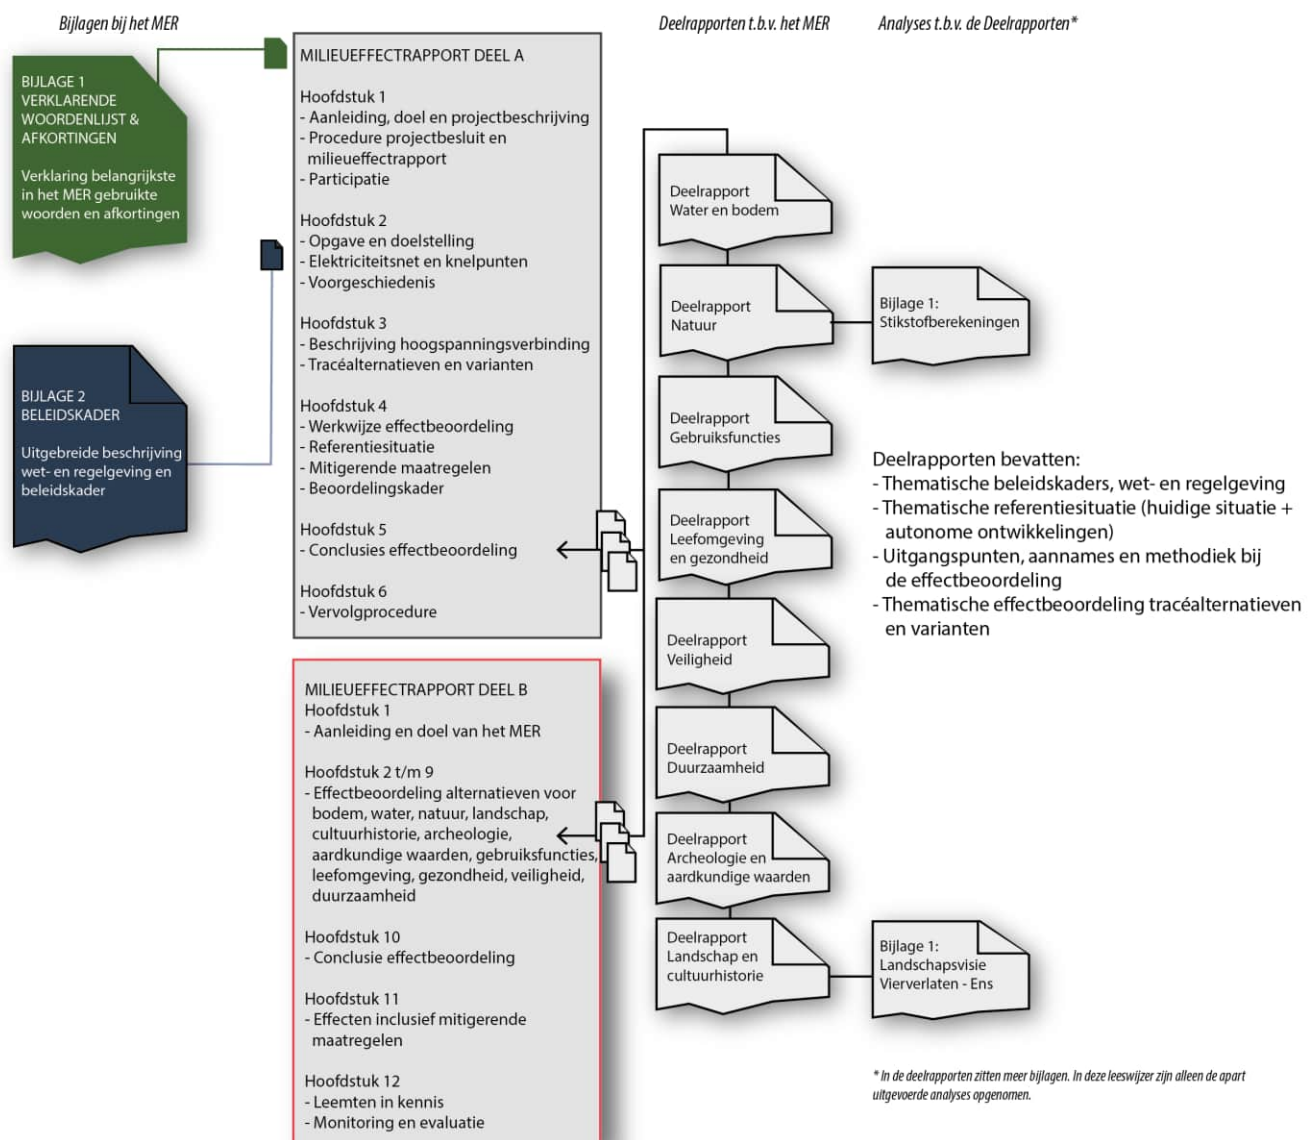 Bijlagen bij het MER
BIJLAGE 1
VERKLARENDE
WOORDENLIJST &
AFKORTINGEN
Verklaring belangrijkste
in het MER gebruikte
woorden en afkortingen
BIJLAGE 2
BELEIDSKADER
Uitgebreide beschrijving
wet- en regelgeving en
beleidskader
MILIEUEFFECTRAPPORT DEEL A
Hoofdstuk 1
- Aanleiding, doel en projectbeschrijving
- Procedure projectbesluit en
milieueffectrapport
- Participatie
Hoofdstuk 2
- Opgave en doelstelling
- Elektriciteitsnet en knelpunten
- Voorgeschiedenis
Hoofdstuk 3
- Beschrijving hoogspanningsverbinding
- Tracéalternatieven en varianten
Hoofdstuk 4
- Werkwijze effectbeoordeling
- Referentiesituatie
- Mitigerende maatregelen
- Beoordelingskader
Hoofdstuk 5
- Conclusies effectbeoordeling
Hoofdstuk 6
- Vervolgprocedure
MILIEUEFFECTRAPPORT DEEL B
Hoofdstuk 1
- Aanleiding en doel van het MER
Hoofdstuk 2 t/m 9
- Effectbeoordeling alternatieven voor
bodem, water, natuur, landschap,
cultuurhistorie, archeologie,
aardkundige waarden, gebruiksfuncties,
leefomgeving, gezondheid, veiligheid,
duurzaamheid
Hoofdstuk 10
- Conclusie effectbeoordeling
Hoofdstuk 11
- Effecten inclusief mitigerende
maatregelen
Hoofdstuk 12
- Leemten in kennis
- Monitoring en evaluatie
Deelrapporten t.b.v. het MER
Deelrapport
Water en bodem
Deelrapport
Natuur
Deelrapport
Gebruiksfuncties
Deelrapport
Leefomgeving
en gezondheid
Deelrapport
Veiligheid
Deelrapport
Duurzaamheid
Deelrapport
Archeologie en
aardkundige waarden
Deelrapport
Landschap en
cultuurhistorie
Analyses t.b.v. de Deelrapporten*
Bijlage 1:
Stikstofberekeningen
Deelrapporten bevatten:
- Thematische beleidskaders, wet- en regelgeving
- Thematische referentiesituatie (huidige situatie +
autonome ontwikkelingen)
- Uitgangspunten, aannames en methodiek bij
de effectbeoordeling
- Thematische effectbeoordeling tracéalternatieven
en varianten
Bijlage 1:
Landschapsvisie
Vierverlaten - Ens
* In de deelrapporten zitten meer bijlagen. In deze leeswijzer zijn alleen de apart
uitgevoerde analyses opgenomen.